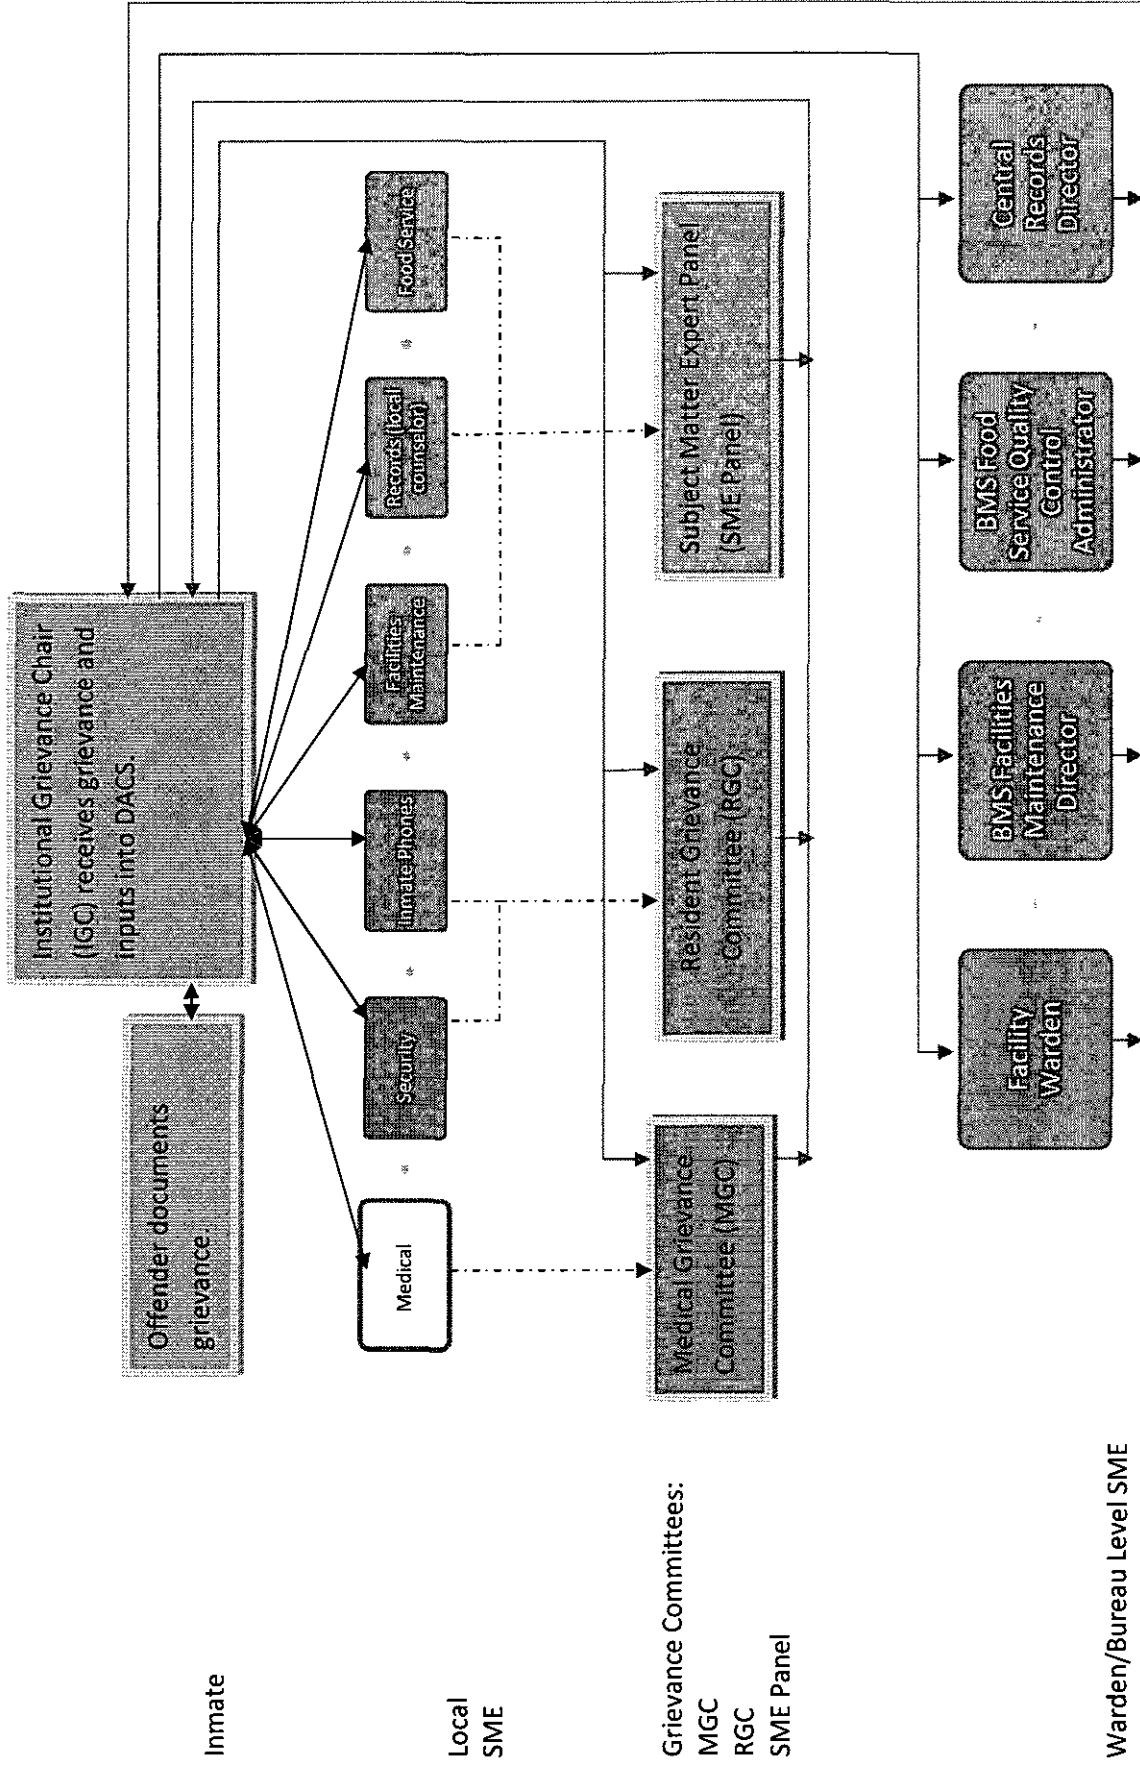 Inmate
Offender documents
grievance.
Institutional Grievance Chair
(IGC) receives grievance and
inputs into DACS.
Local
SME
Medical
Security
Inmate Phones
Facilities
Maintenance
Records (local
counselor)
Food Service
Grievance Committees:
MGC
RGC
SME Panel
Medical Grievance
Committee (MGC)
Resident Grievance
Committee (RGC)
Subject Matter Expert Panel
(SME Panel)
Warden/Bureau Level SME
Facility
Warden
BMS Facilities
Maintenance
Director
BMS Food
Service Quality
Control
Administrator
Central
Records
Director